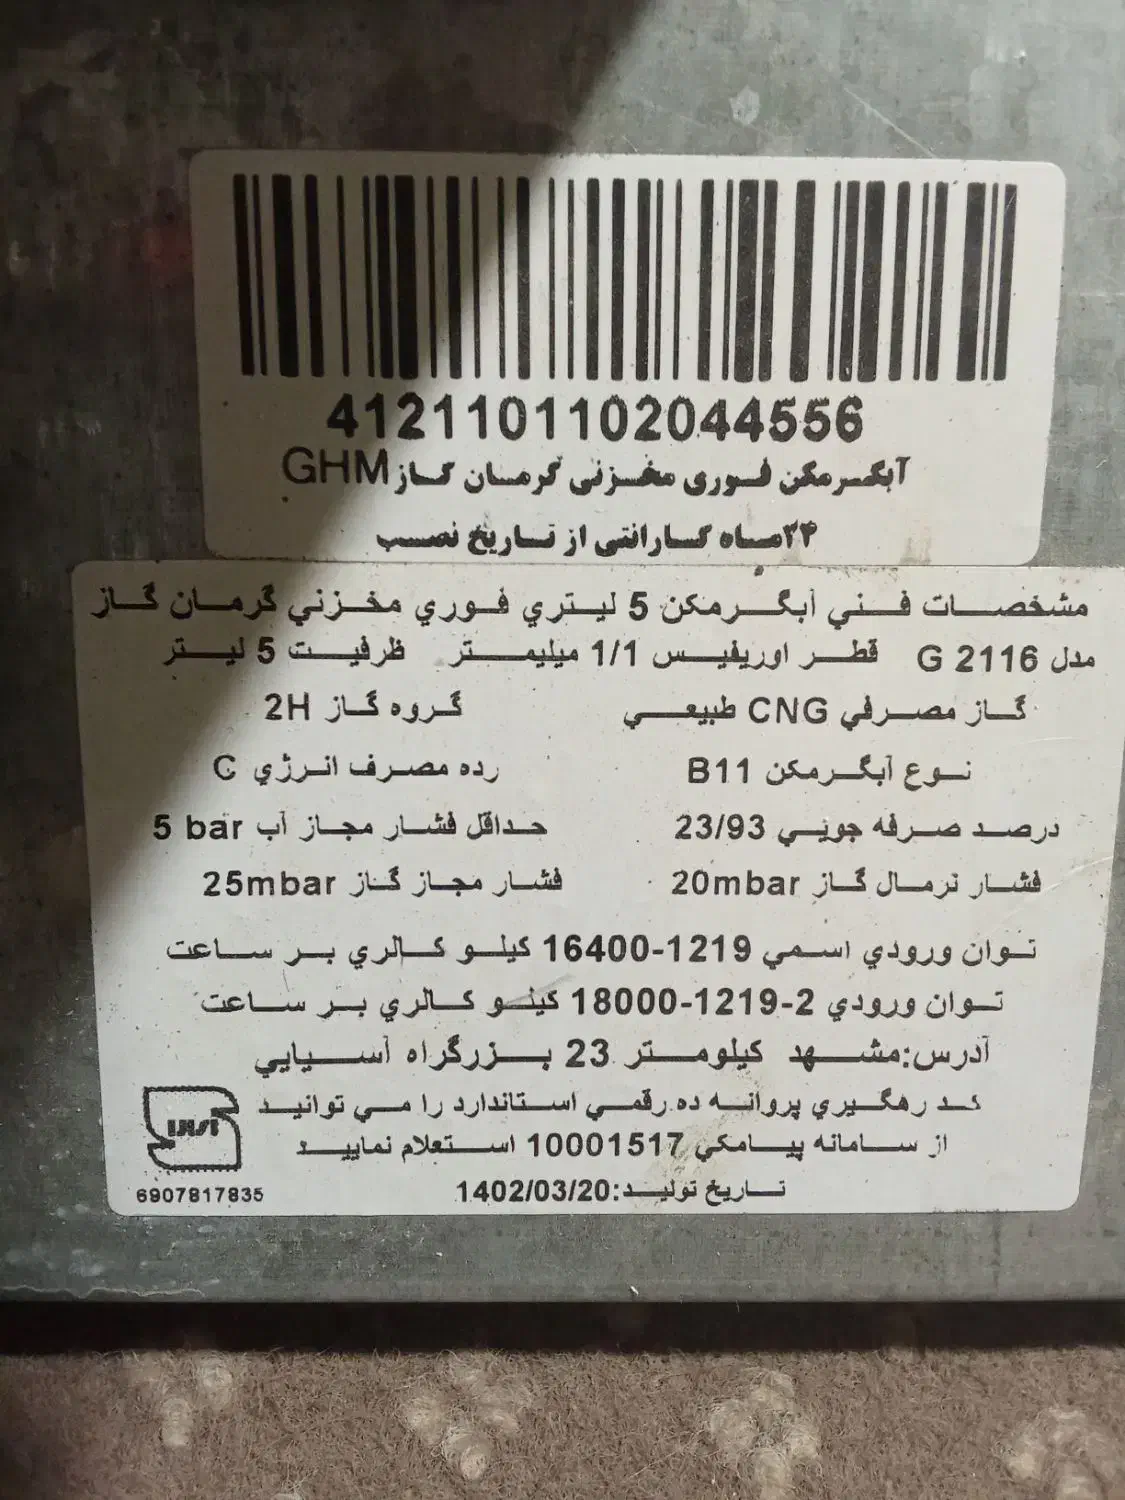 4121101102044556
آبگرمکن فوری مخزنی گرمان گاز GHM
۲۴ماه گارانتی از تاریخ نصب
مشخصات فني آبگرمكن 5 ليتري فوري مخزني گرمان گاز
مدل G 2116 قطر اوريفيس 1/1 ميليمتر ظرفيت 5 ليتر
گاز مصرفي CNG طبيعي گروه گاز 2H
نوع آبگرمكن B11 رده مصرف انرژي C
درصد صرفه جويي 23/93 حداقل فشار مجاز آب 5 bar
فشار نرمال گاز 20mbar فشار مجاز گاز 25mbar
توان ورودي اسمي 1219-16400 كيلو كالري بر ساعت
توان ورودي 2-1219-18000 كيلو كالري بر ساعت
آدرس:مشهد كيلومتر 23 بزرگراه آسيايي
كد رهگيري پروانه ده رقمي استاندارد را مي توانيد
از سامانه پيامكي 10001517 استعلام نماييد
تاريخ توليد:1402/03/20
6907817835